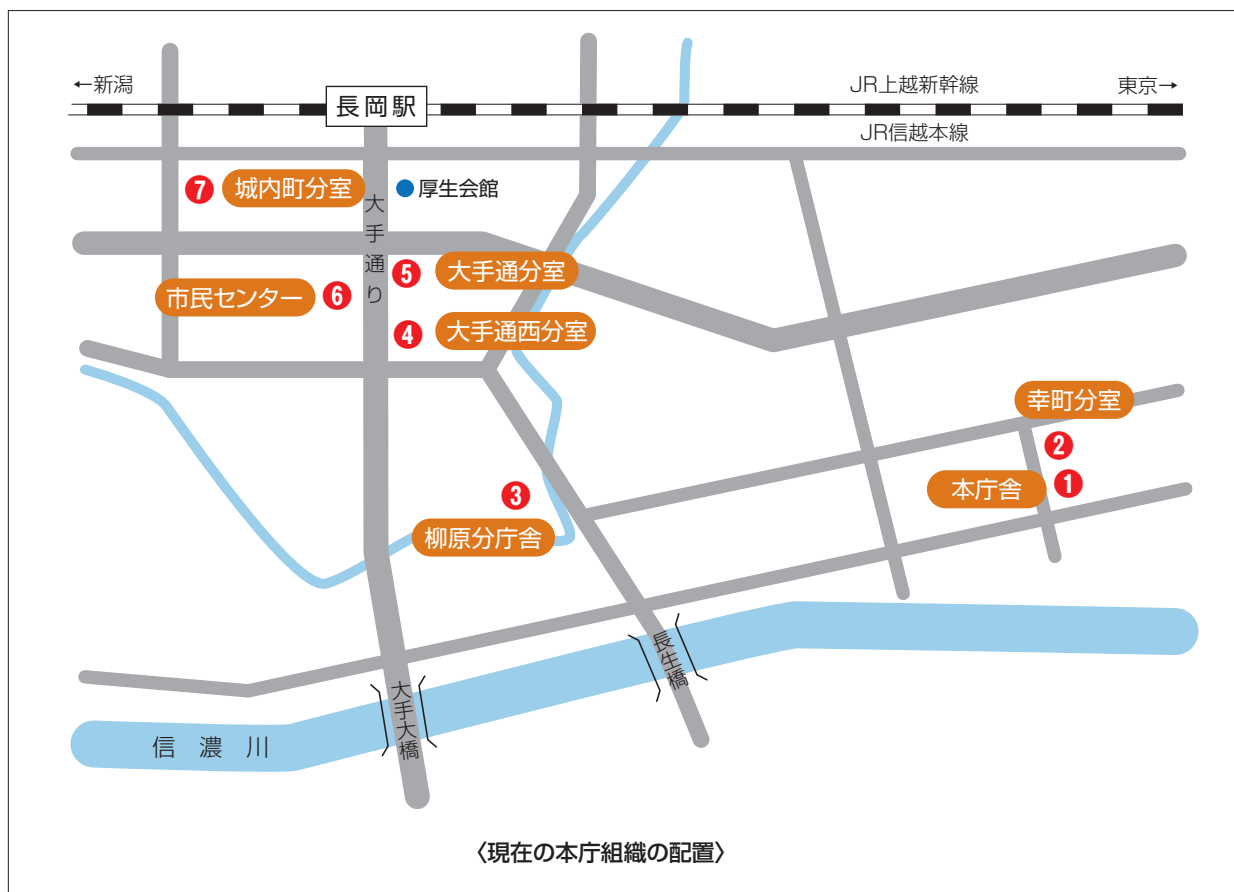 ←新潟
JR上越新幹線
東京→
長岡駅
JR信越本線
7 城内町分室
厚生会館
大手通り
5 大手通分室
市民センター 6
4 大手通西分室
幸町分室
2
本庁舎 1
3
柳原分庁舎
長生橋
大手大橋
信濃川
〈現在の本庁組織の配置〉